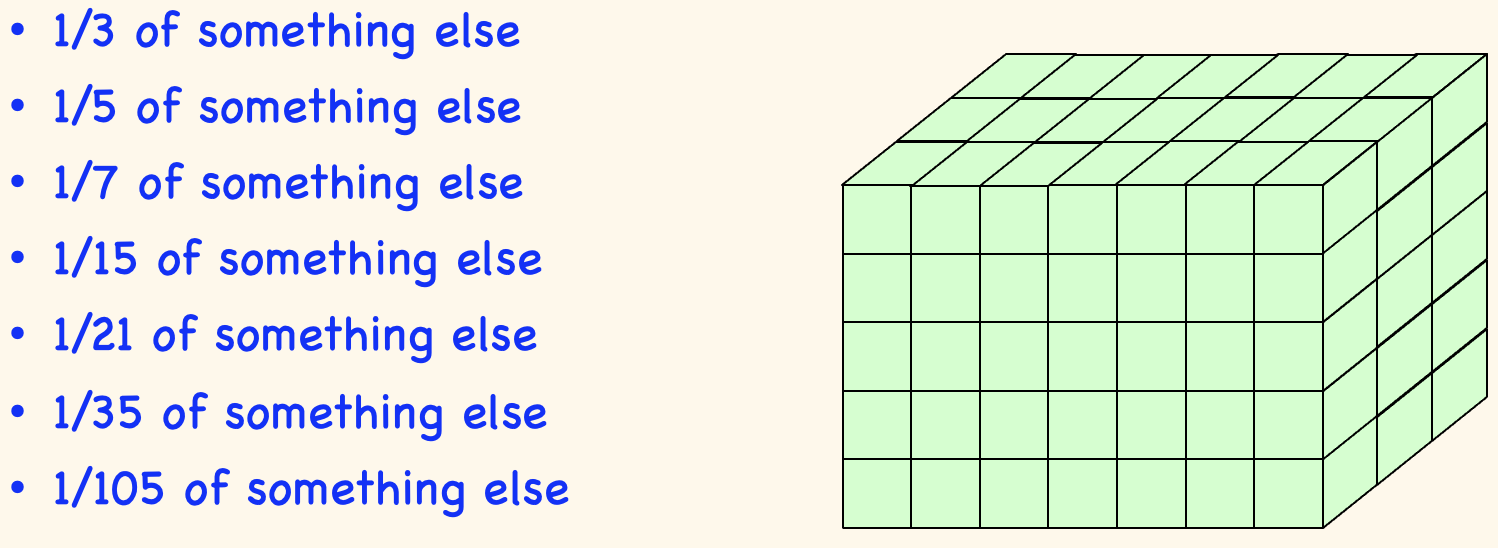 • 1/3 of something else
• 1/5 of something else
• 1/7 of something else
• 1/15 of something else
• 1/21 of something else
• 1/35 of something else
• 1/105 of something else